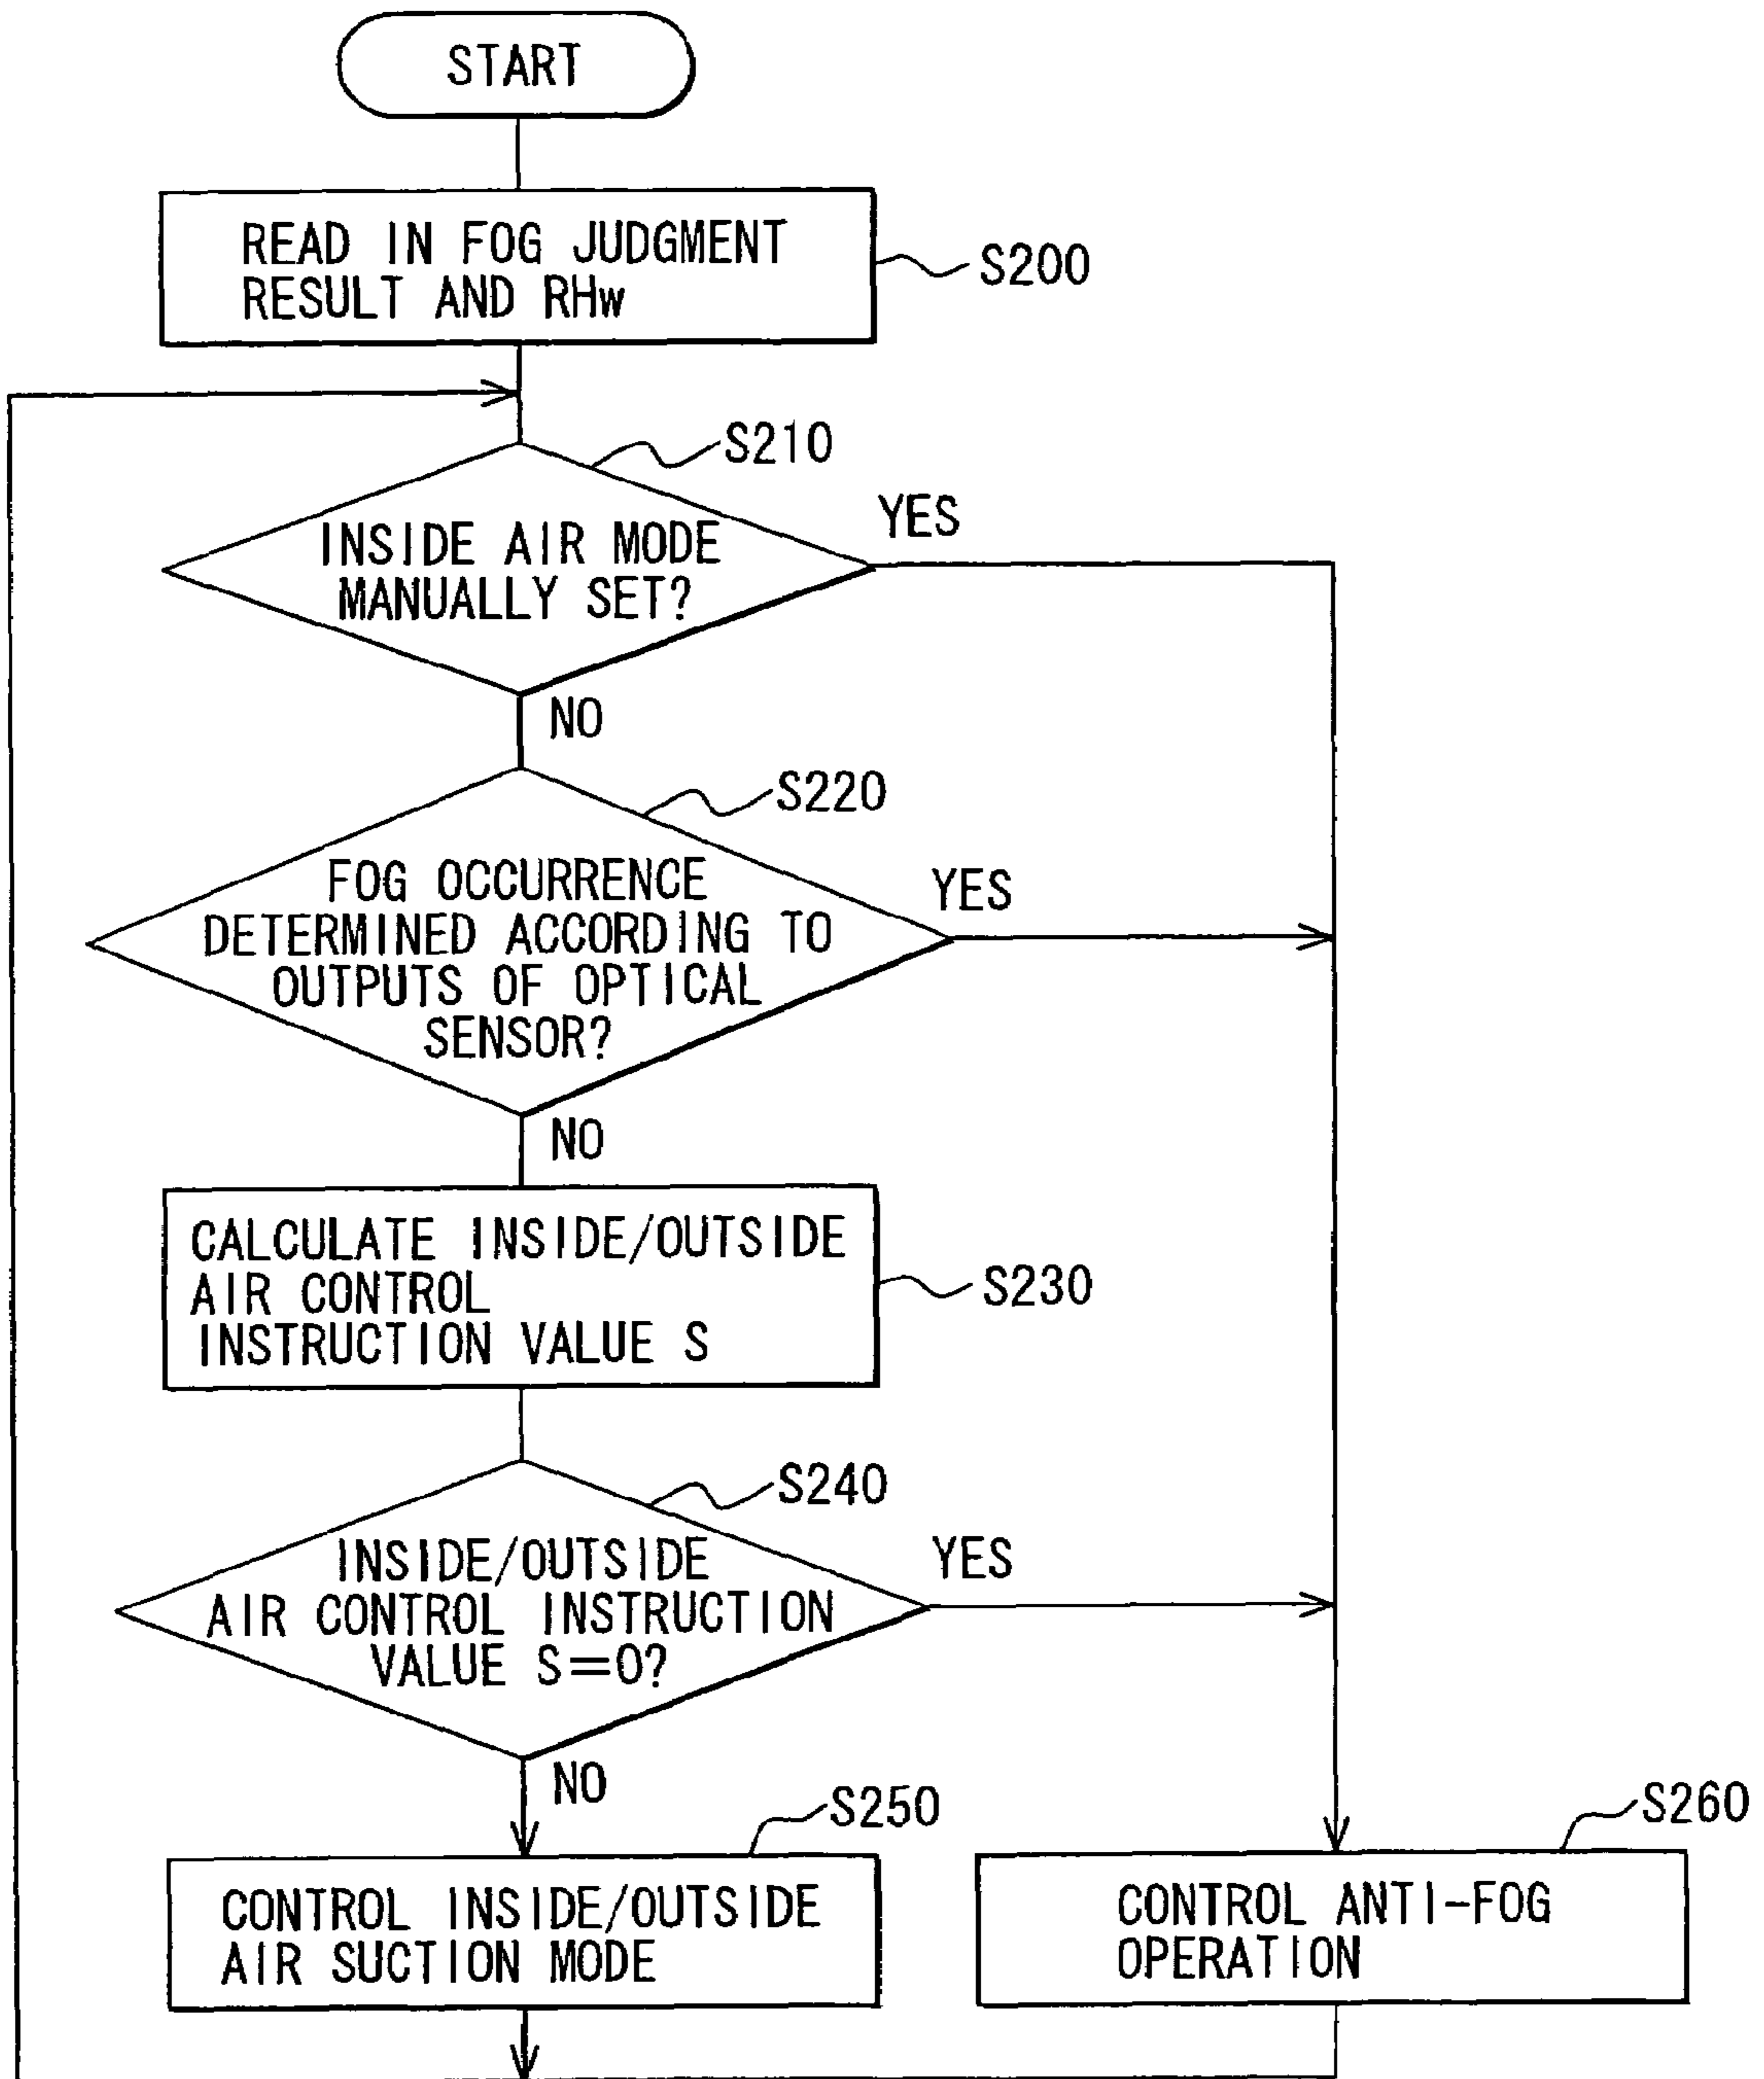 START
READ IN FOG JUDGMENT
RESULT AND RHw
S200
S210
INSIDE AIR MODE
MANUALLY SET?
YES
NO
S220
FOG OCCURRENCE
DETERMINED ACCORDING TO
OUTPUTS OF OPTICAL
SENSOR?
YES
NO
CALCULATE INSIDE/OUTSIDE
AIR CONTROL
INSTRUCTION VALUE S
S230
S240
INSIDE/OUTSIDE
AIR CONTROL INSTRUCTION
VALUE S=0?
YES
NO
S250
CONTROL INSIDE/OUTSIDE
AIR SUCTION MODE
S260
CONTROL ANTI-FOG
OPERATION